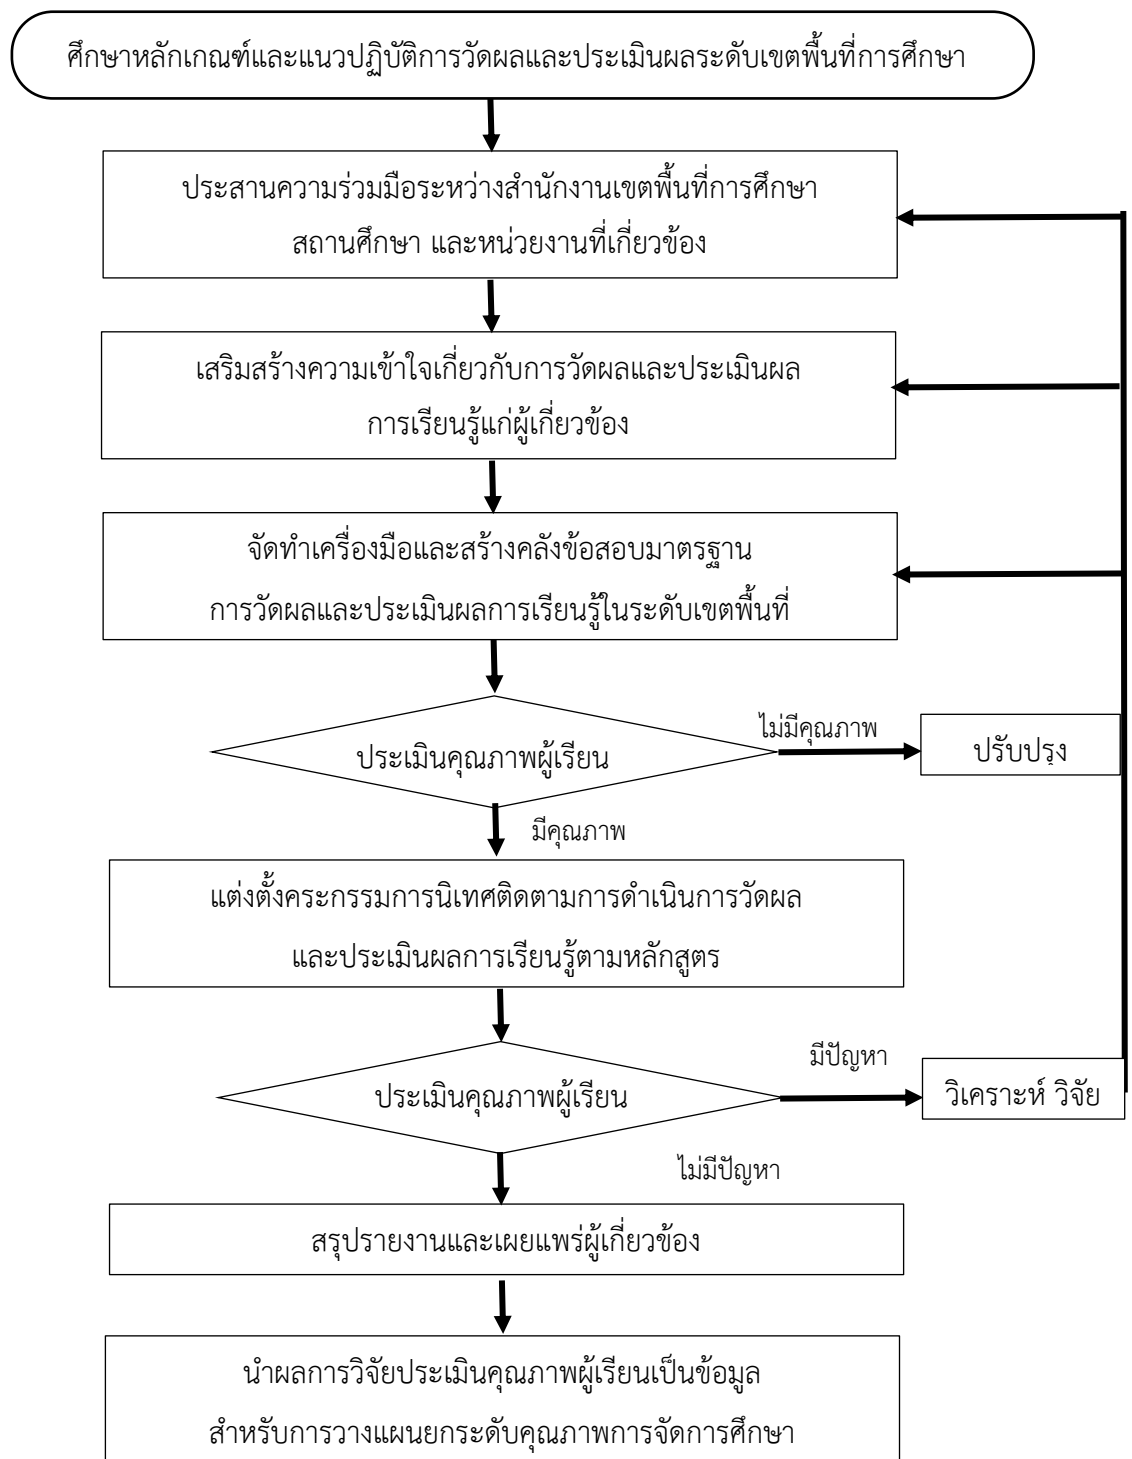 ศึกษาหลักเกณฑ์และแนวปฏิบัติการวัดผลและประเมินผลระดับเขตพื้นที่การศึกษา
ประสานความร่วมมือระหว่างสำนักงานเขตพื้นที่การศึกษา
สถานศึกษา และหน่วยงานที่เกี่ยวข้อง
เสริมสร้างความเข้าใจเกี่ยวกับการวัดผลและประเมินผล
การเรียนรู้แก่ผู้เกี่ยวข้อง
จัดทำเครื่องมือและสร้างคลังข้อสอบมาตรฐาน
การวัดผลและประเมินผลการเรียนรู้ในระดับเขตพื้นที่
ประเมินคุณภาพผู้เรียน
ไม่มีคุณภาพ
ปรับปรุง
มีคุณภาพ
แต่งตั้งคระกรรมการนิเทศติดตามการดำเนินการวัดผล
และประเมินผลการเรียนรู้ตามหลักสูตร
ประเมินคุณภาพผู้เรียน
มีปัญหา
วิเคราะห์ วิจัย
ไม่มีปัญหา
สรุปรายงานและเผยแพร่ผู้เกี่ยวข้อง
นำผลการวิจัยประเมินคุณภาพผู้เรียนเป็นข้อมูล
สำหรับการวางแผนยกระดับคุณภาพการจัดการศึกษา